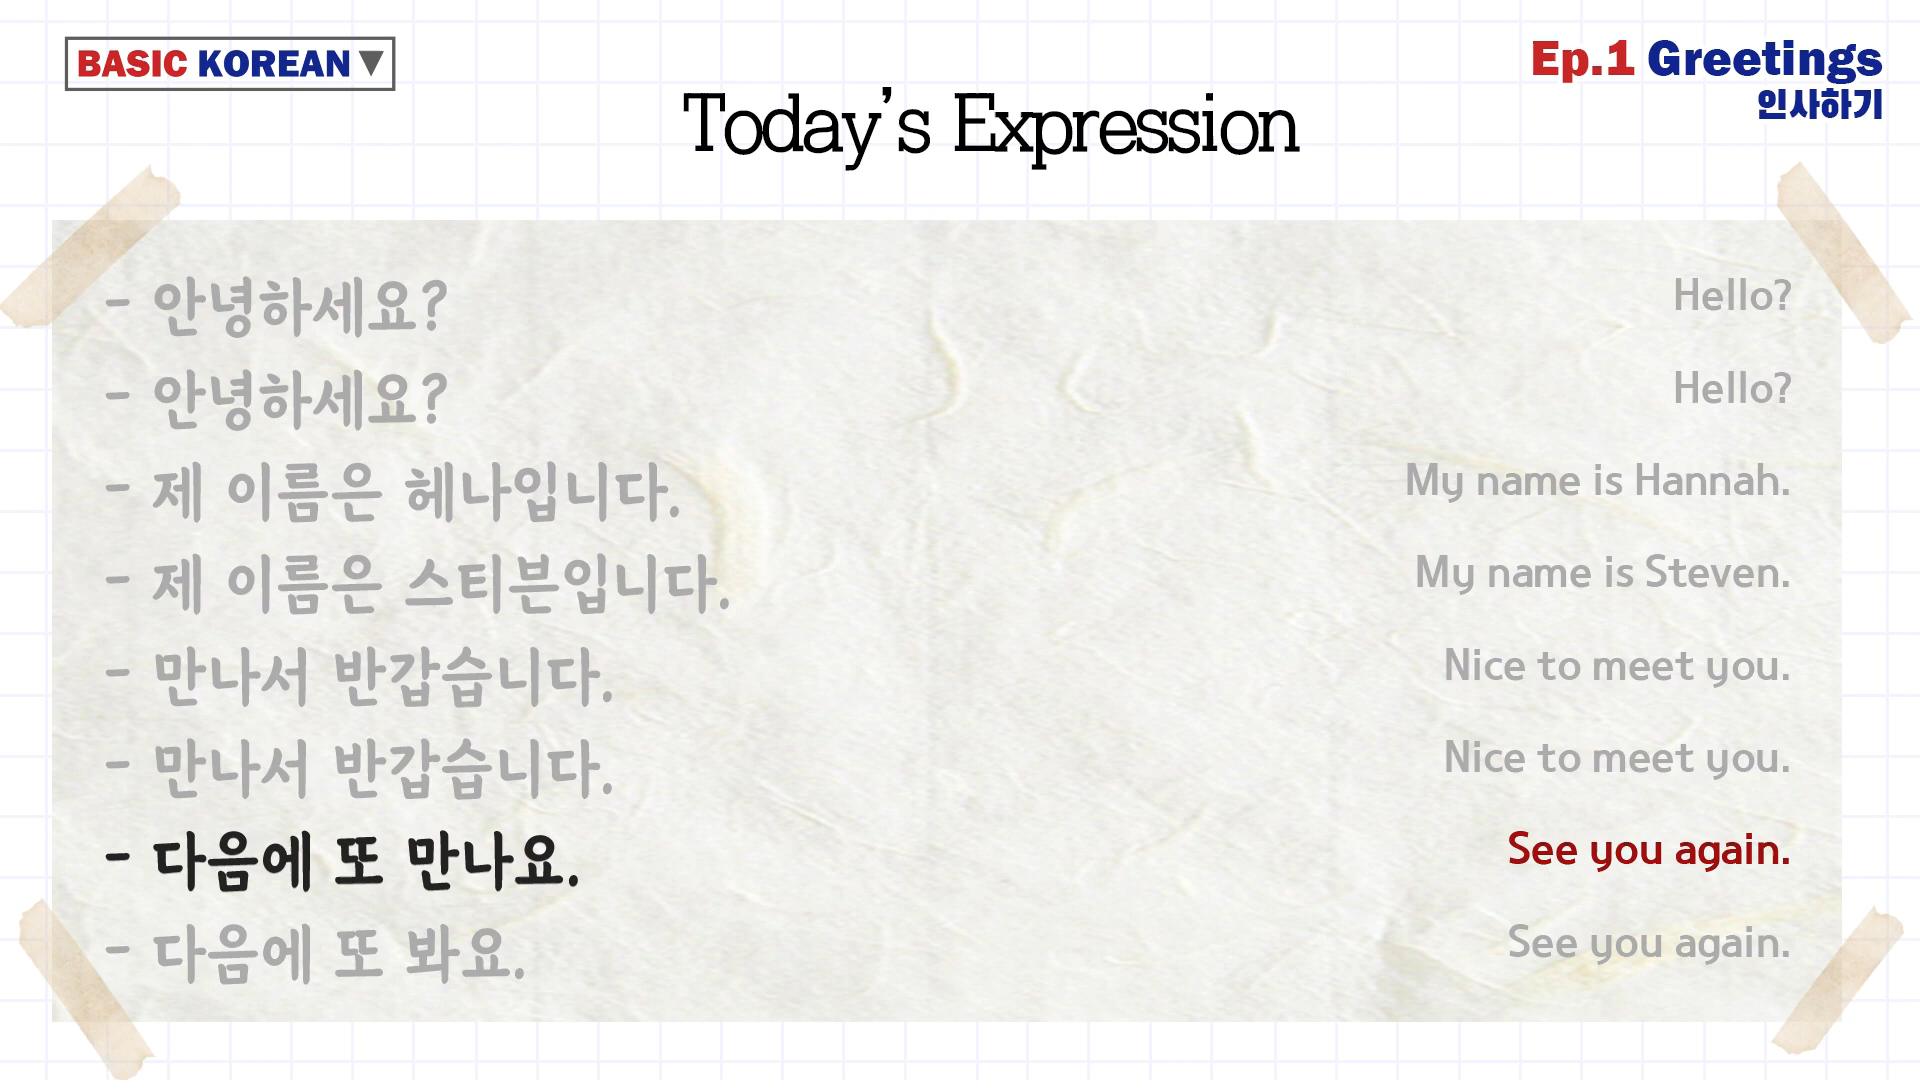 BASIC KOREAN▼
Ep.1 Greetings
인사하기
Today's Expression
- 안녕하세요? Hello?
- 안녕하세요? Hello?
- 제 이름은 헤나입니다. My name is Hannah.
- 제 이름은 스티븐입니다. My name is Steven.
- 만나서 반갑습니다. Nice to meet you.
- 만나서 반갑습니다. Nice to meet you.
- 다음에 또 만나요. See you again.
- 다음에 또 봐요. See you again.